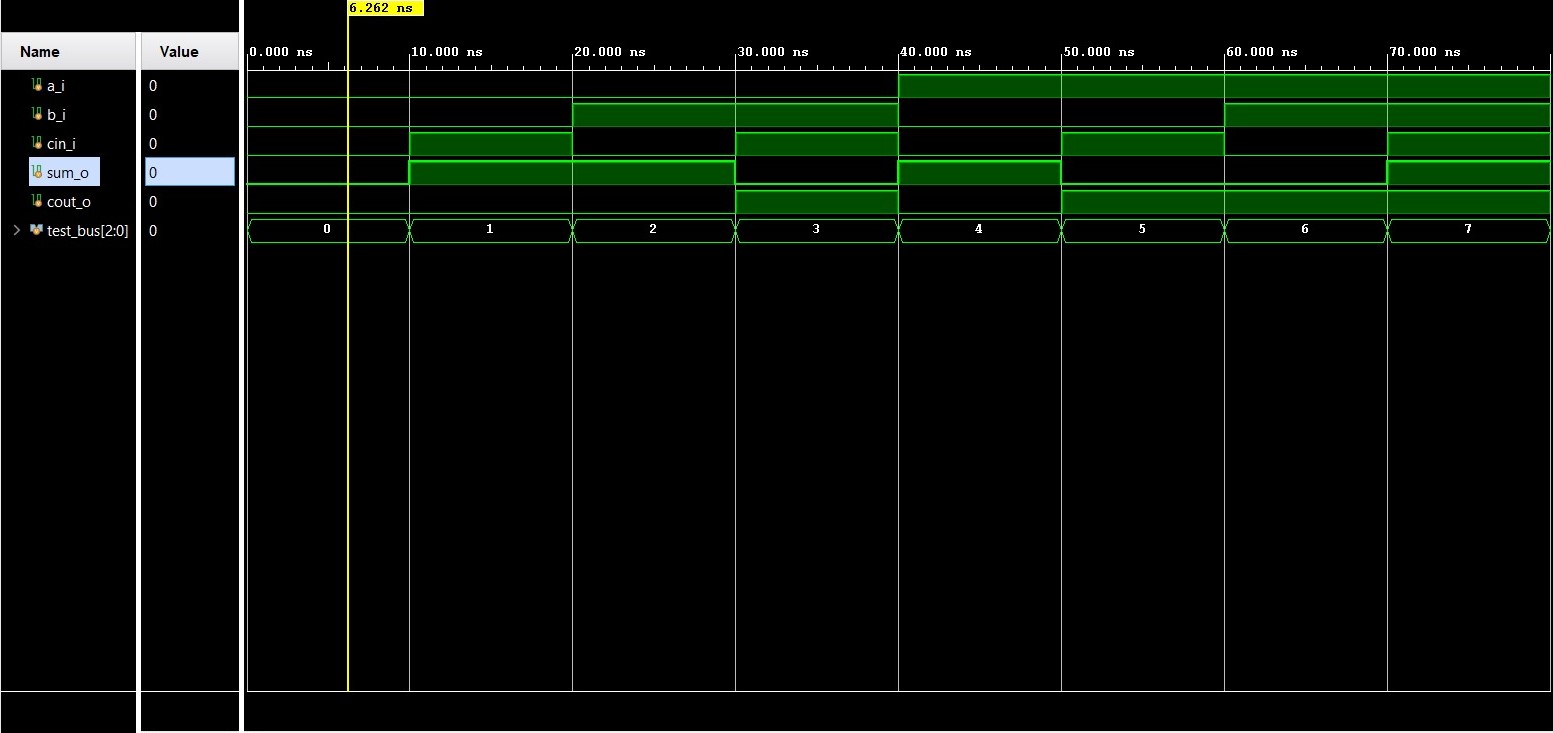 6.262 ns
Name Value 0.000 ns 10.000 ns 20.000 ns 30.000 ns 40.000 ns 50.000 ns 60.000 ns 70.000 ns
a_i 0
b_i 0
cin_i 0
sum_o 0
cout_o 0
test_bus[2:0] 0 0 1 2 3 4 5 6 7